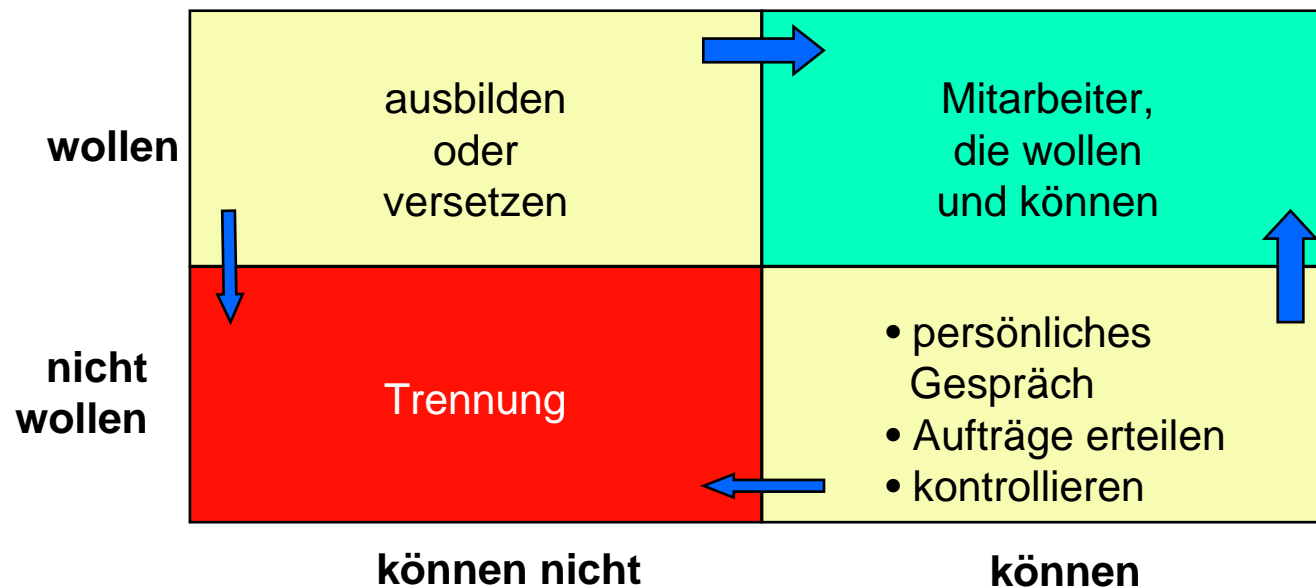 wollen
ausbilden
oder
versetzen
Mitarbeiter,
die wollen
und können
nicht
wollen
Trennung
• persönliches
Gespräch
• Aufträge erteilen
• kontrollieren
können nicht
können